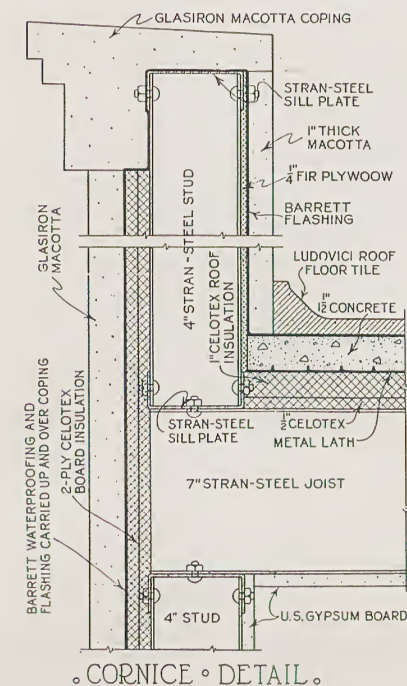 GLASIRON MACOTTA COPING
STRAN-STEEL
SILL PLATE
1" THICK
MACOTTA
1/4" FIR PLYWOOW
BARRETT
FLASHING
LUDOVICI ROOF
FLOOR TILE
1 1/2" CONCRETE
GLASIRON
MACOTTA
4" STRAN-STEEL STUD
1" CELOTEX ROOF
INSULATION
BARRETT WATERPROOFING AND
FLASHING CARRIED UP AND OVER COPING
2-PLY CELOTEX
BOARD INSULATION
STRAN-STEEL
SILL PLATE
1/2" CELOTEX
METAL LATH
7" STRAN-STEEL JOIST
4" STUD
U.S. GYPSUM BOARD
CORNICE DETAIL